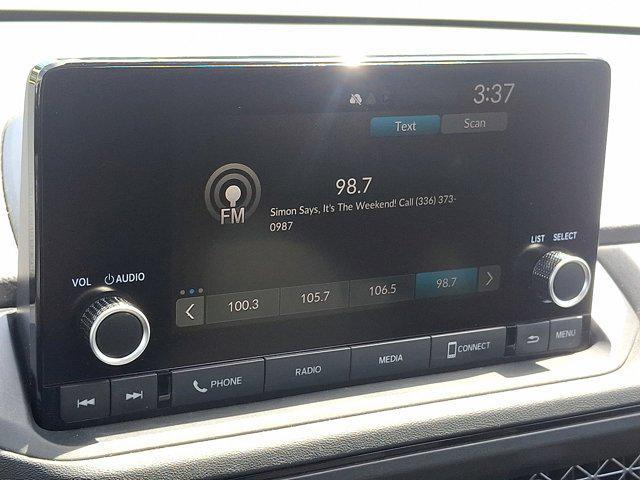 3:37
Text Scan
98.7
FM
Simon Says, It's The Weekend! Call (336) 373-
0987
LIST SELECT
VOL AUDIO
100.3 105.7 106.5 98.7
PHONE RADIO MEDIA CONNECT MENU